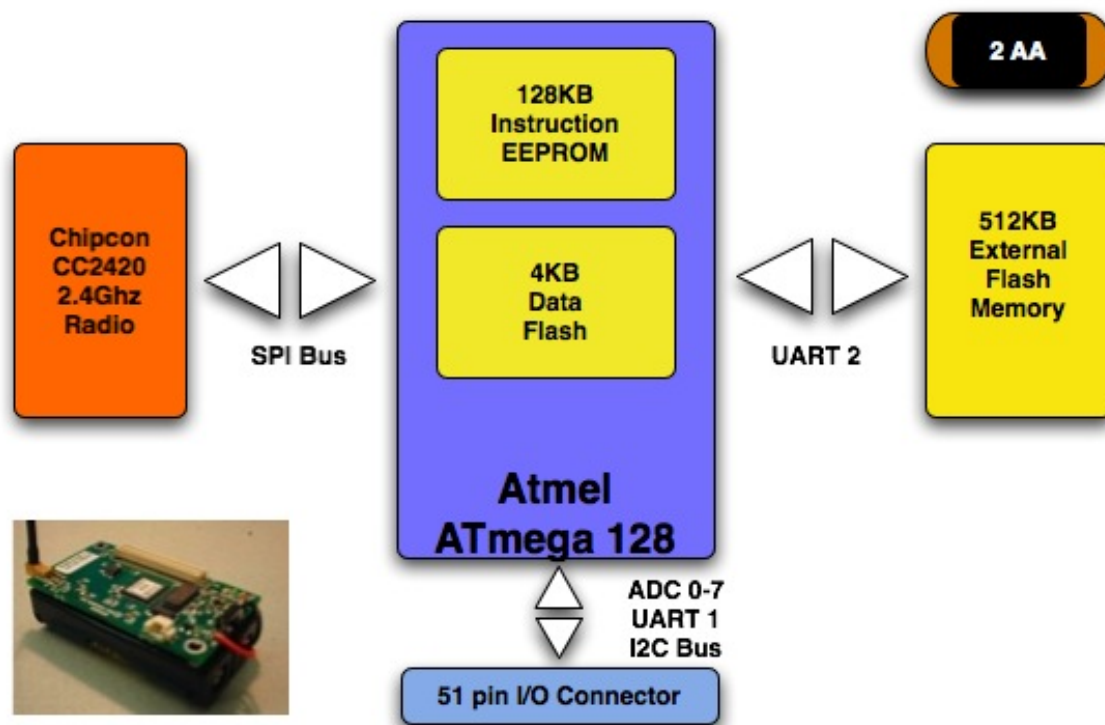 2 AA
128KB
Instruction
EEPROM
Chipcon
CC2420
2.4Ghz
Radio
4KB
Data
Flash
512KB
External
Flash
Memory
SPI Bus
UART 2
Atmel
ATmega 128
ADC 0-7
UART 1
I2C Bus
51 pin I/O Connector